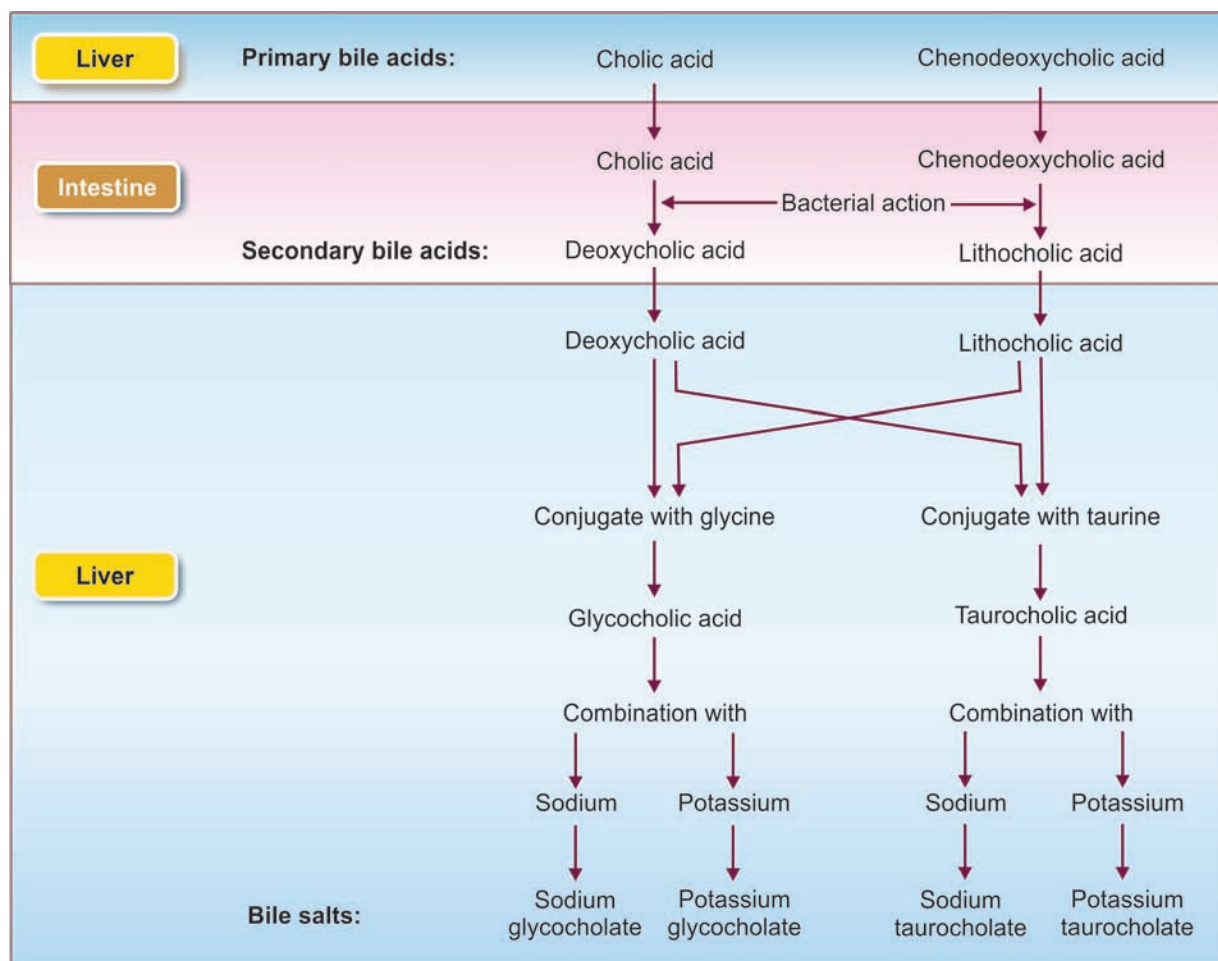 Liver
Primary bile acids:
Cholic acid
Chenodeoxycholic acid
Intestine
Cholic acid
Chenodeoxycholic acid
Bacterial action
Secondary bile acids:
Deoxycholic acid
Lithocholic acid
Deoxycholic acid
Lithocholic acid
Conjugate with glycine
Conjugate with taurine
Liver
Glycocholic acid
Taurocholic acid
Combination with
Combination with
Sodium
Potassium
Sodium
Potassium
Bile salts:
Sodium
glycocholate
Potassium
glycocholate
Sodium
taurocholate
Potassium
taurocholate